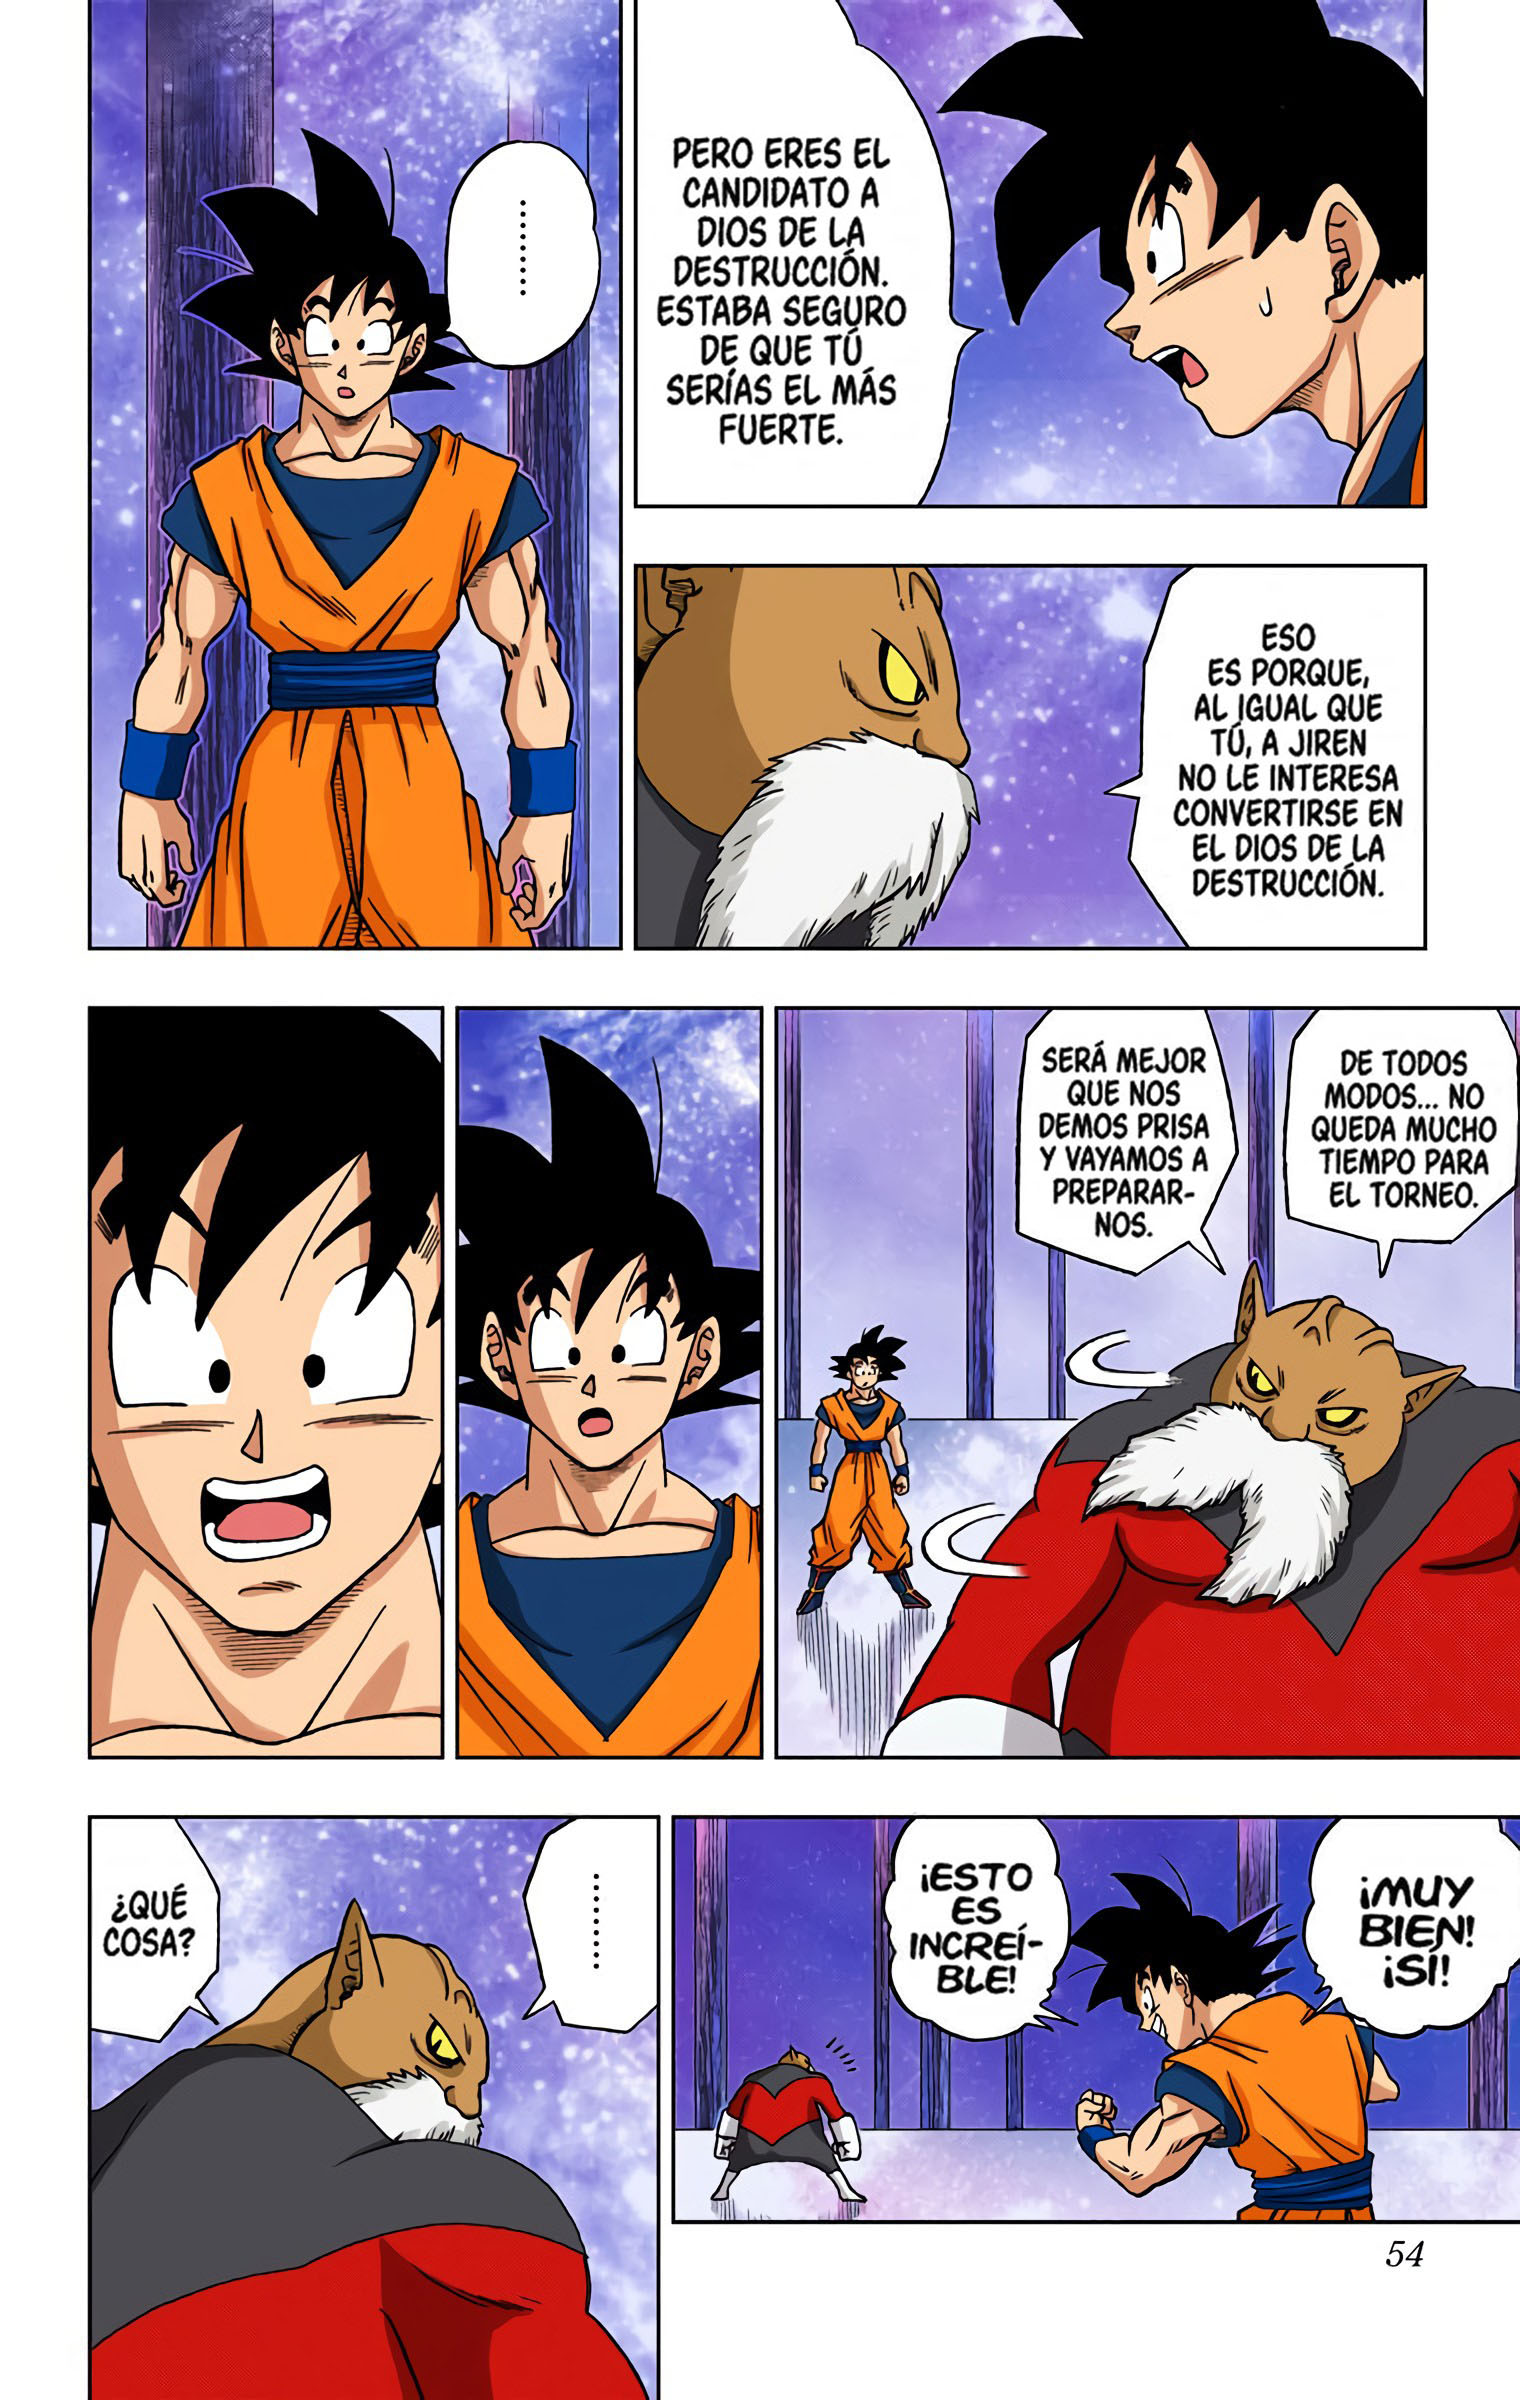 PERO ERES EL
CANDIDATO A
DIOS DE LA
DESTRUCCIÓN.
ESTABA SEGURO
DE QUE TÚ
SERÍAS EL MÁS
FUERTE.
ESO
ES PORQUE,
AL IGUAL QUE
TÚ, A JIREN
NO LE INTERESA
CONVERTIRSE EN
EL DIOS DE LA
DESTRUCCIÓN.
.........
DE TODOS
MODOS... NO
QUEDA MUCHO
TIEMPO PARA
EL TORNEO.
SERÁ MEJOR
QUE NOS
DEMOS PRISA
Y VAYAMOS A
PREPARAR-
NOS.
¡MUY
BIEN!
¡SÍ!
¡ESTO
ES
INCREÍ-
BLE!
.........
¿QUÉ
COSA?
54